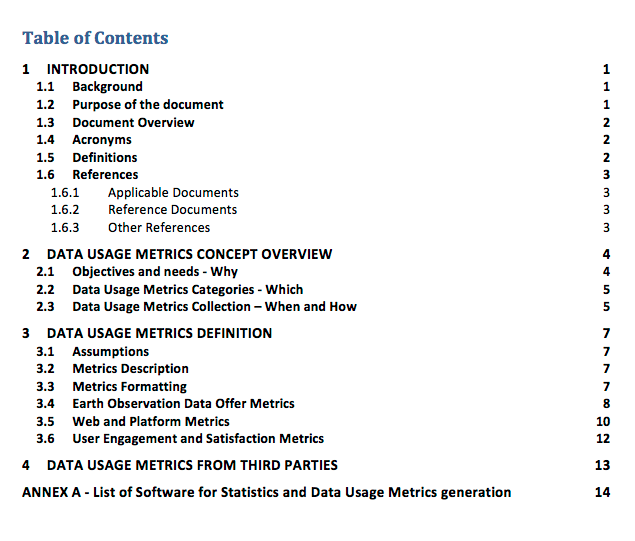 Table of Contents
1 INTRODUCTION 1
1.1 Background 1
1.2 Purpose of the document 1
1.3 Document Overview 2
1.4 Acronyms 2
1.5 Definitions 2
1.6 References 3
1.6.1 Applicable Documents 3
1.6.2 Reference Documents 3
1.6.3 Other References 3
2 DATA USAGE METRICS CONCEPT OVERVIEW 4
2.1 Objectives and needs - Why 4
2.2 Data Usage Metrics Categories - Which 5
2.3 Data Usage Metrics Collection – When and How 5
3 DATA USAGE METRICS DEFINITION 7
3.1 Assumptions 7
3.2 Metrics Description 7
3.3 Metrics Formatting 7
3.4 Earth Observation Data Offer Metrics 8
3.5 Web and Platform Metrics 10
3.6 User Engagement and Satisfaction Metrics 12
4 DATA USAGE METRICS FROM THIRD PARTIES 13
ANNEX A - List of Software for Statistics and Data Usage Metrics generation 14